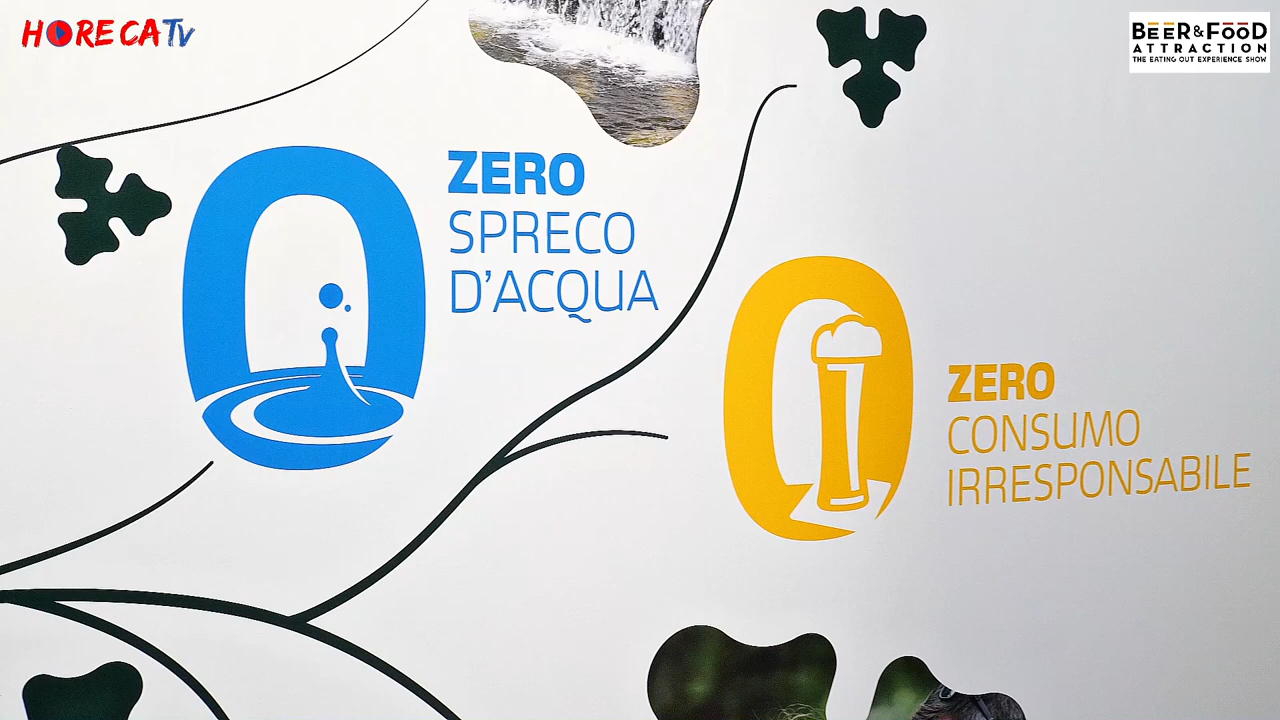 HORECATV
BEER&FOOD
ATTRACTION
THE EATING OUT EXPERIENCE SHOW
ZERO
SPRECO
D'ACQUA
ZERO
CONSUMO
IRRESPONSABILE